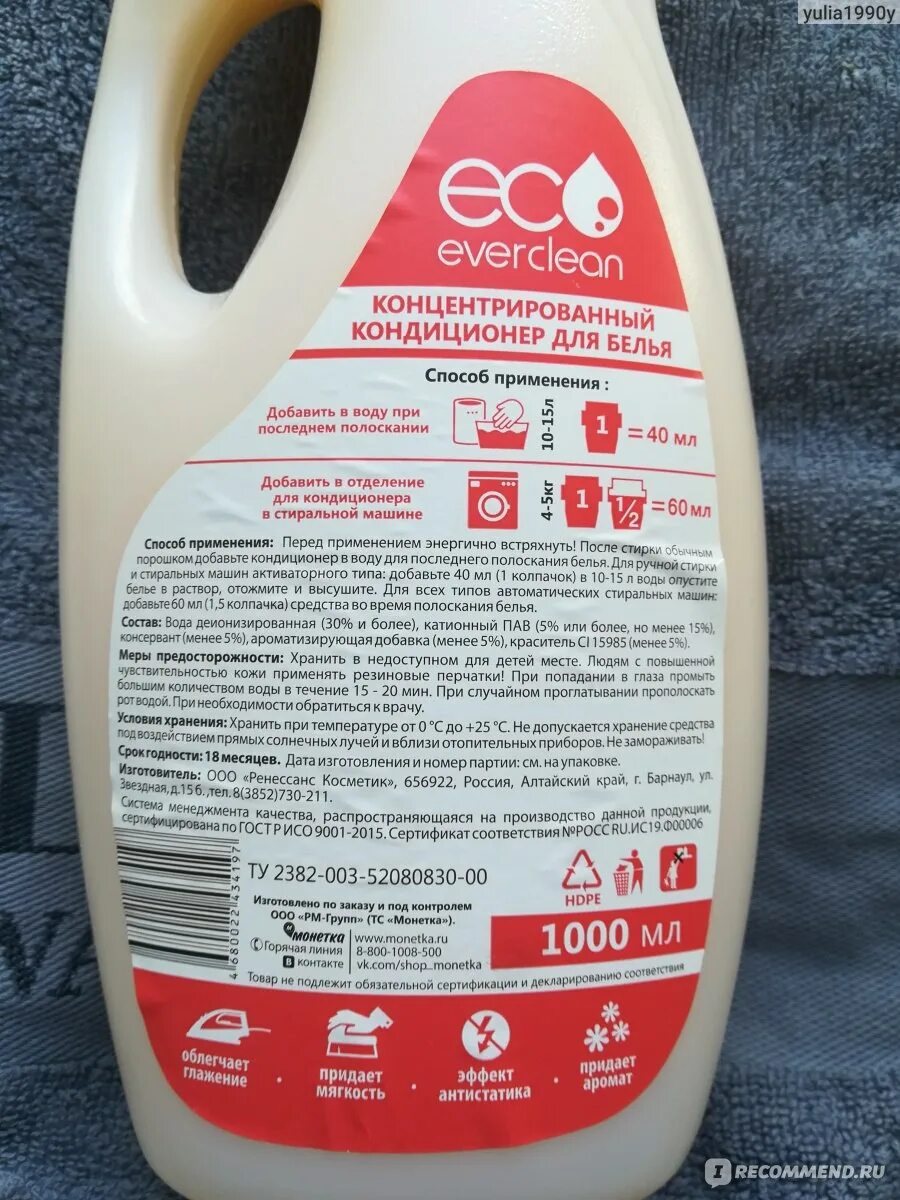 yulia1990y
eco
everclean
КОНЦЕНТРИРОВАННЫЙ
КОНДИЦИОНЕР ДЛЯ БЕЛЬЯ
Способ применения :
Добавить в воду при
последнем полоскании
10-15л
1 = 40 мл
Добавить в отделение
для кондиционера
в стиральной машине
4-5кг
1 1/2 = 60 мл
Способ применения: Перед применением энергично встряхнуть! После стирки обычным
порошком добавьте кондиционер в воду для последнего полоскания белья. Для ручной стирки
и стиральных машин активаторного типа: добавьте 40 мл (1 колпачок) в 10-15 л воды опустите
белье в раствор, отожмите и высушите. Для всех типов автоматических стиральных машин:
добавьте 60 мл (1,5 колпачка) средства во время полоскания белья.
Состав: Вода деионизированная (30% и более), катионный ПАВ (5% или более, но менее 15%),
консервант (менее 5%), ароматизирующая добавка (менее 5%), краситель CI 15985 (менее 5%).
Меры предосторожности: Хранить в недоступном для детей месте. Людям с повышенной
чувствительностью кожи применять резиновые перчатки! При попадании в глаза промыть
большим количеством воды в течение 15 - 20 мин. При случайном проглатывании прополоскать
рот водой. При необходимости обратиться к врачу.
Условия хранения: Хранить при температуре от 0 °C до +25 °C. Не допускается хранение средства
под воздействием прямых солнечных лучей и вблизи отопительных приборов. Не замораживать!
Срок годности: 18 месяцев. Дата изготовления и номер партии: см. на упаковке.
Изготовитель: ООО «Ренессанс Косметик», 656922, Россия, Алтайский край, г. Барнаул, ул.
Звездная, д.15 б., тел. 8(3852)730-211.
Система менеджмента качества, распространяющаяся на производство данной продукции,
сертифицирована по ГОСТ Р ИСО 9001-2015. Сертификат соответствия №РОСС RU.ИС19.Ф00006
4 680022 434197
ТУ 2382-003-52080830-00
HDPE
Изготовлено по заказу и под контролем
ООО «РМ-Групп» (ТС «Монетка»).
м
монетка www.monetka.ru
Горячая линия 8-800-1008-500
В контакте vk.com/shop_monetka
1000 мл
Товар не подлежит обязательной сертификации и декларированию соответствия
облегчает
глажение
придает
мягкость
эффект
антистатика
придает
аромат
IRECOMMEND.RU